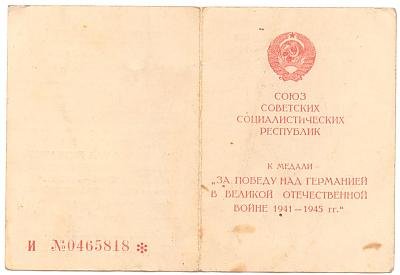 СОЮЗ
СОВЕТСКИХ
СОЦИАЛИСТИЧЕСКИХ
РЕСПУБЛИК
К МЕДАЛИ
„ЗА ПОБЕДУ НАД ГЕРМАНИЕЙ
В ВЕЛИКОЙ ОТЕЧЕСТВЕННОЙ
ВОЙНЕ 1941—1945 гг."
И №0465818 *